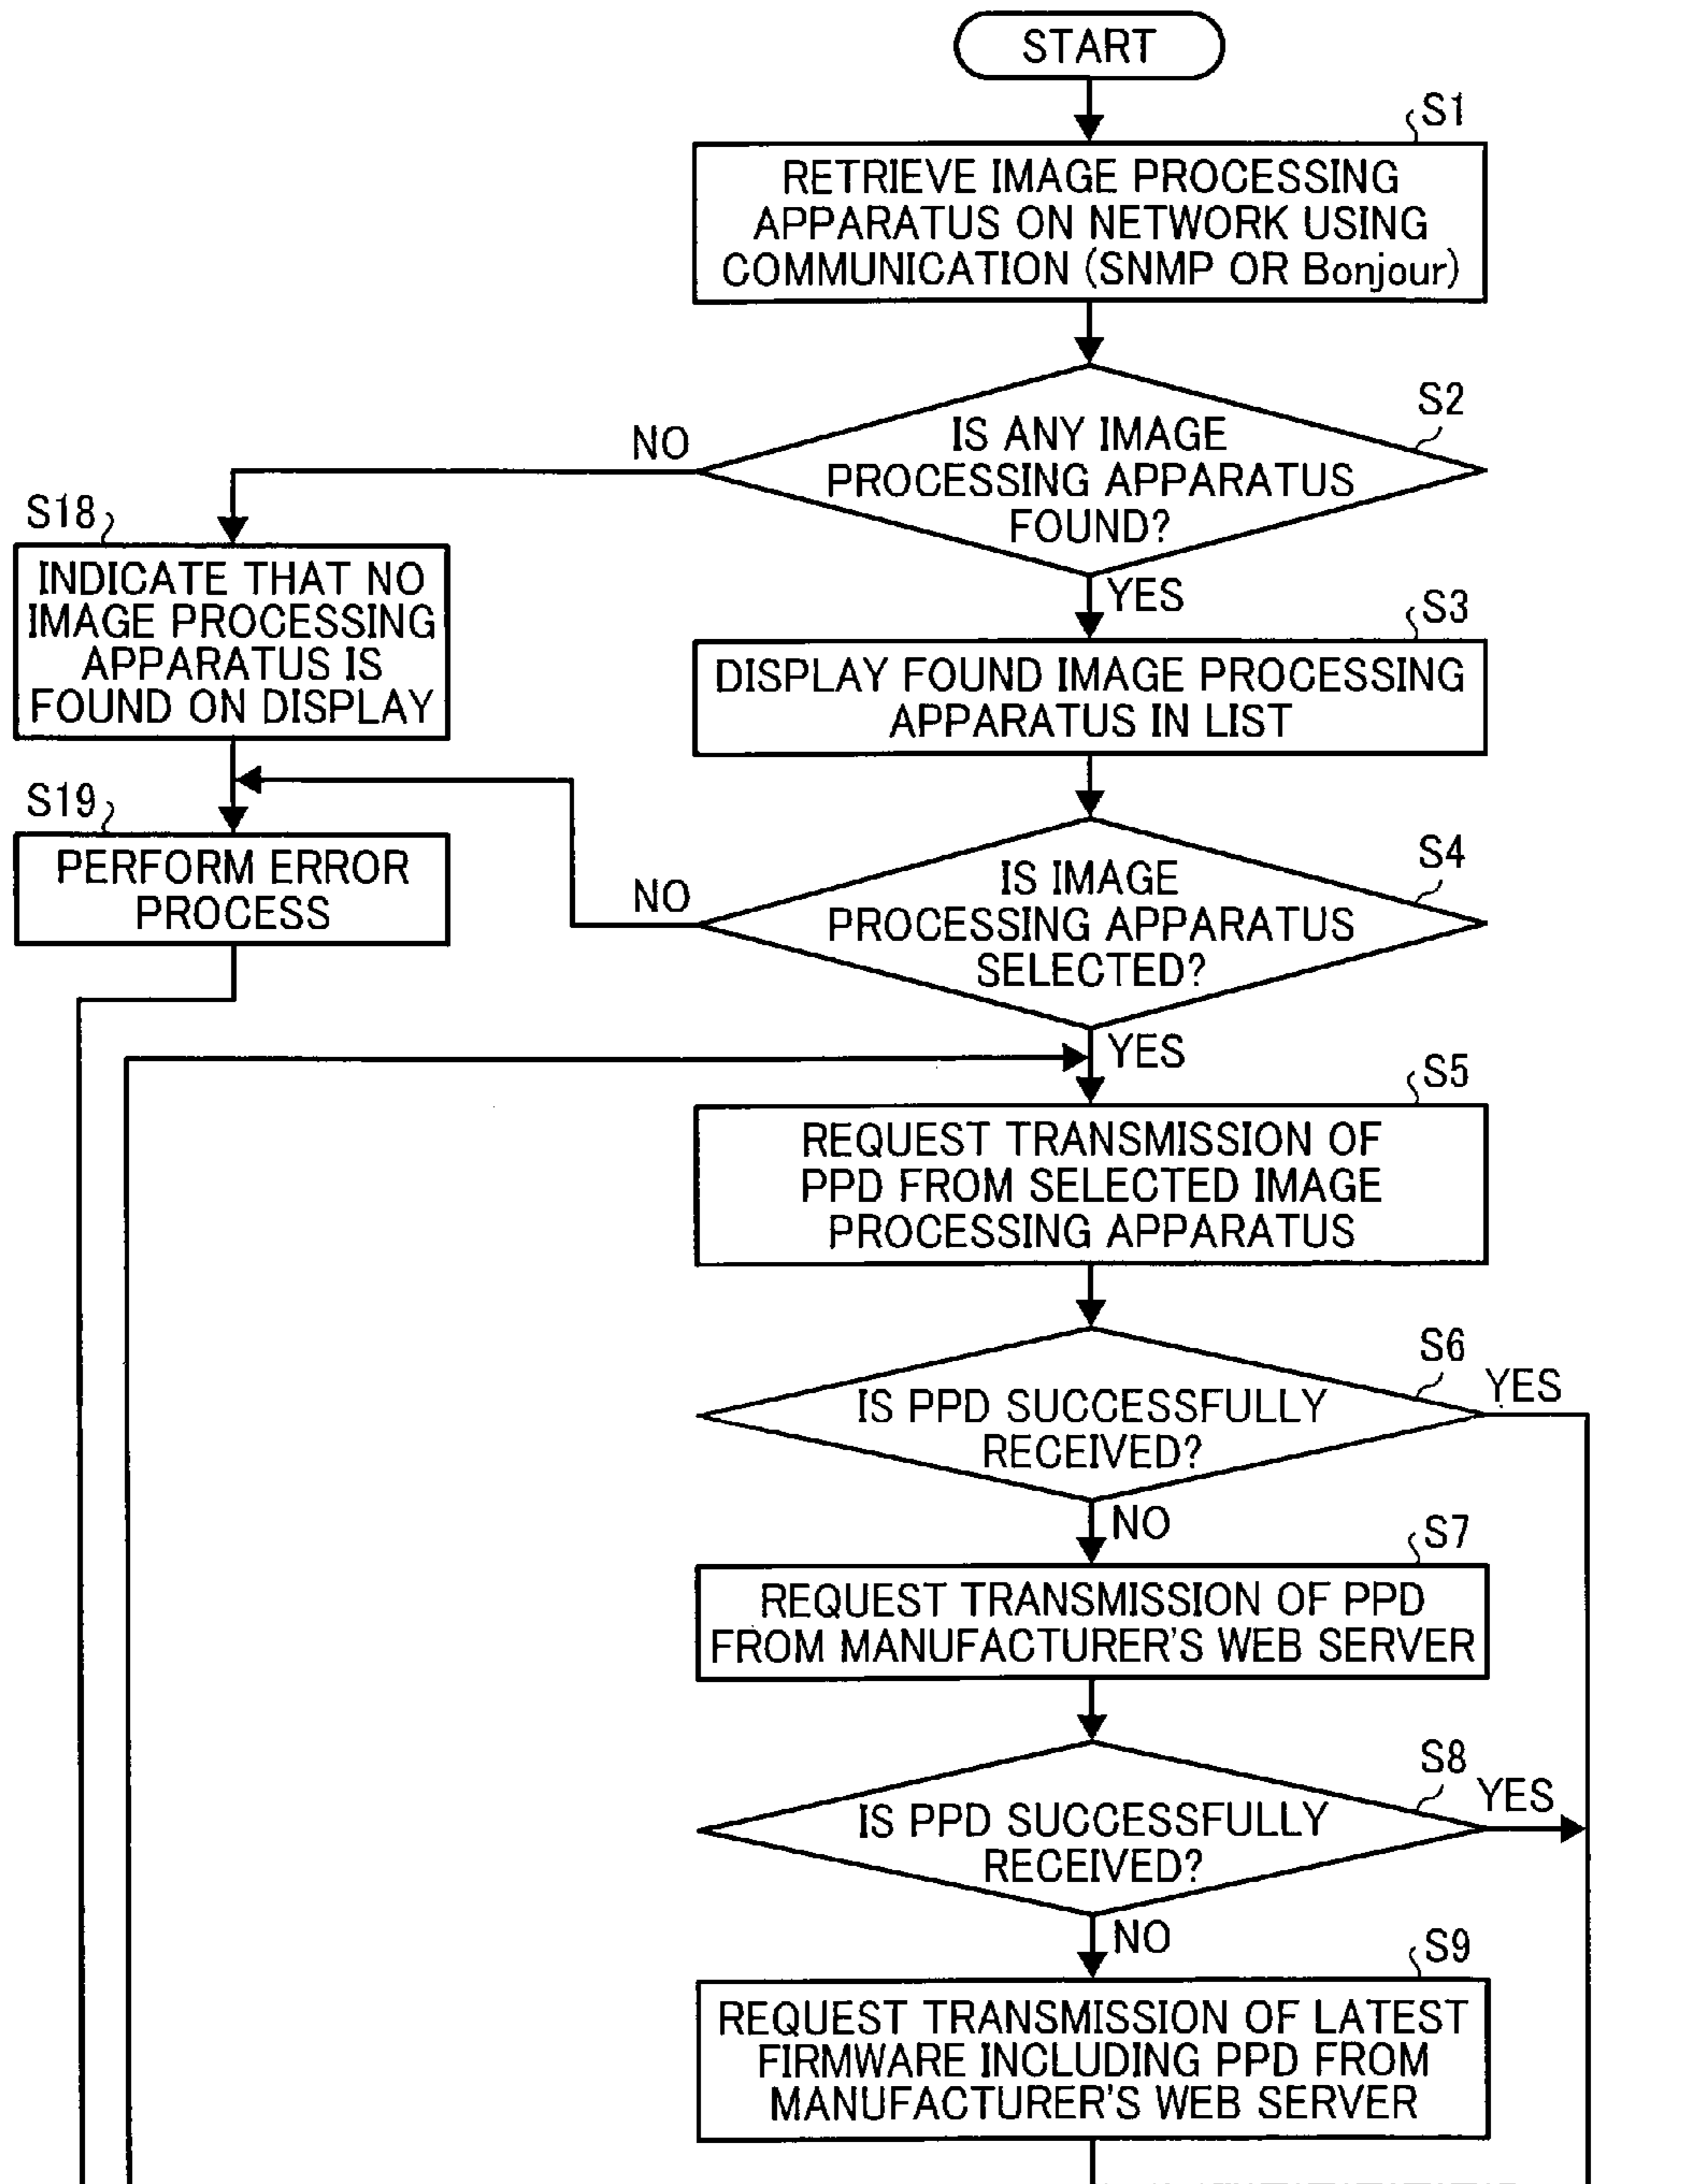 START
S1
RETRIEVE IMAGE PROCESSING
APPARATUS ON NETWORK USING
COMMUNICATION (SNMP OR Bonjour)
S2
IS ANY IMAGE
PROCESSING APPARATUS
FOUND?
NO
YES
S18
INDICATE THAT NO
IMAGE PROCESSING
APPARATUS IS
FOUND ON DISPLAY
S3
DISPLAY FOUND IMAGE PROCESSING
APPARATUS IN LIST
S19
PERFORM ERROR
PROCESS
S4
IS IMAGE
PROCESSING APPARATUS
SELECTED?
NO
YES
S5
REQUEST TRANSMISSION OF
PPD FROM SELECTED IMAGE
PROCESSING APPARATUS
S6
IS PPD SUCCESSFULLY
RECEIVED?
YES
NO
S7
REQUEST TRANSMISSION OF PPD
FROM MANUFACTURER'S WEB SERVER
S8
IS PPD SUCCESSFULLY
RECEIVED?
YES
NO
S9
REQUEST TRANSMISSION OF LATEST
FIRMWARE INCLUDING PPD FROM
MANUFACTURER'S WEB SERVER